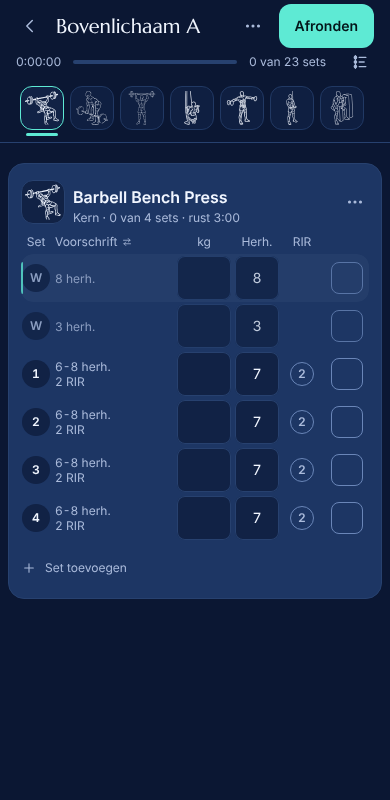 Bovenlichaam A
Afronden
0:00:00
0 van 23 sets
Barbell Bench Press
Kern · 0 van 4 sets · rust 3:00
Set Voorschrift kg Herh. RIR
W 8 herh. 8
W 3 herh. 3
1 6-8 herh. 7 2
2 RIR
2 6-8 herh. 7 2
2 RIR
3 6-8 herh. 7 2
2 RIR
4 6-8 herh. 7 2
2 RIR
Set toevoegen